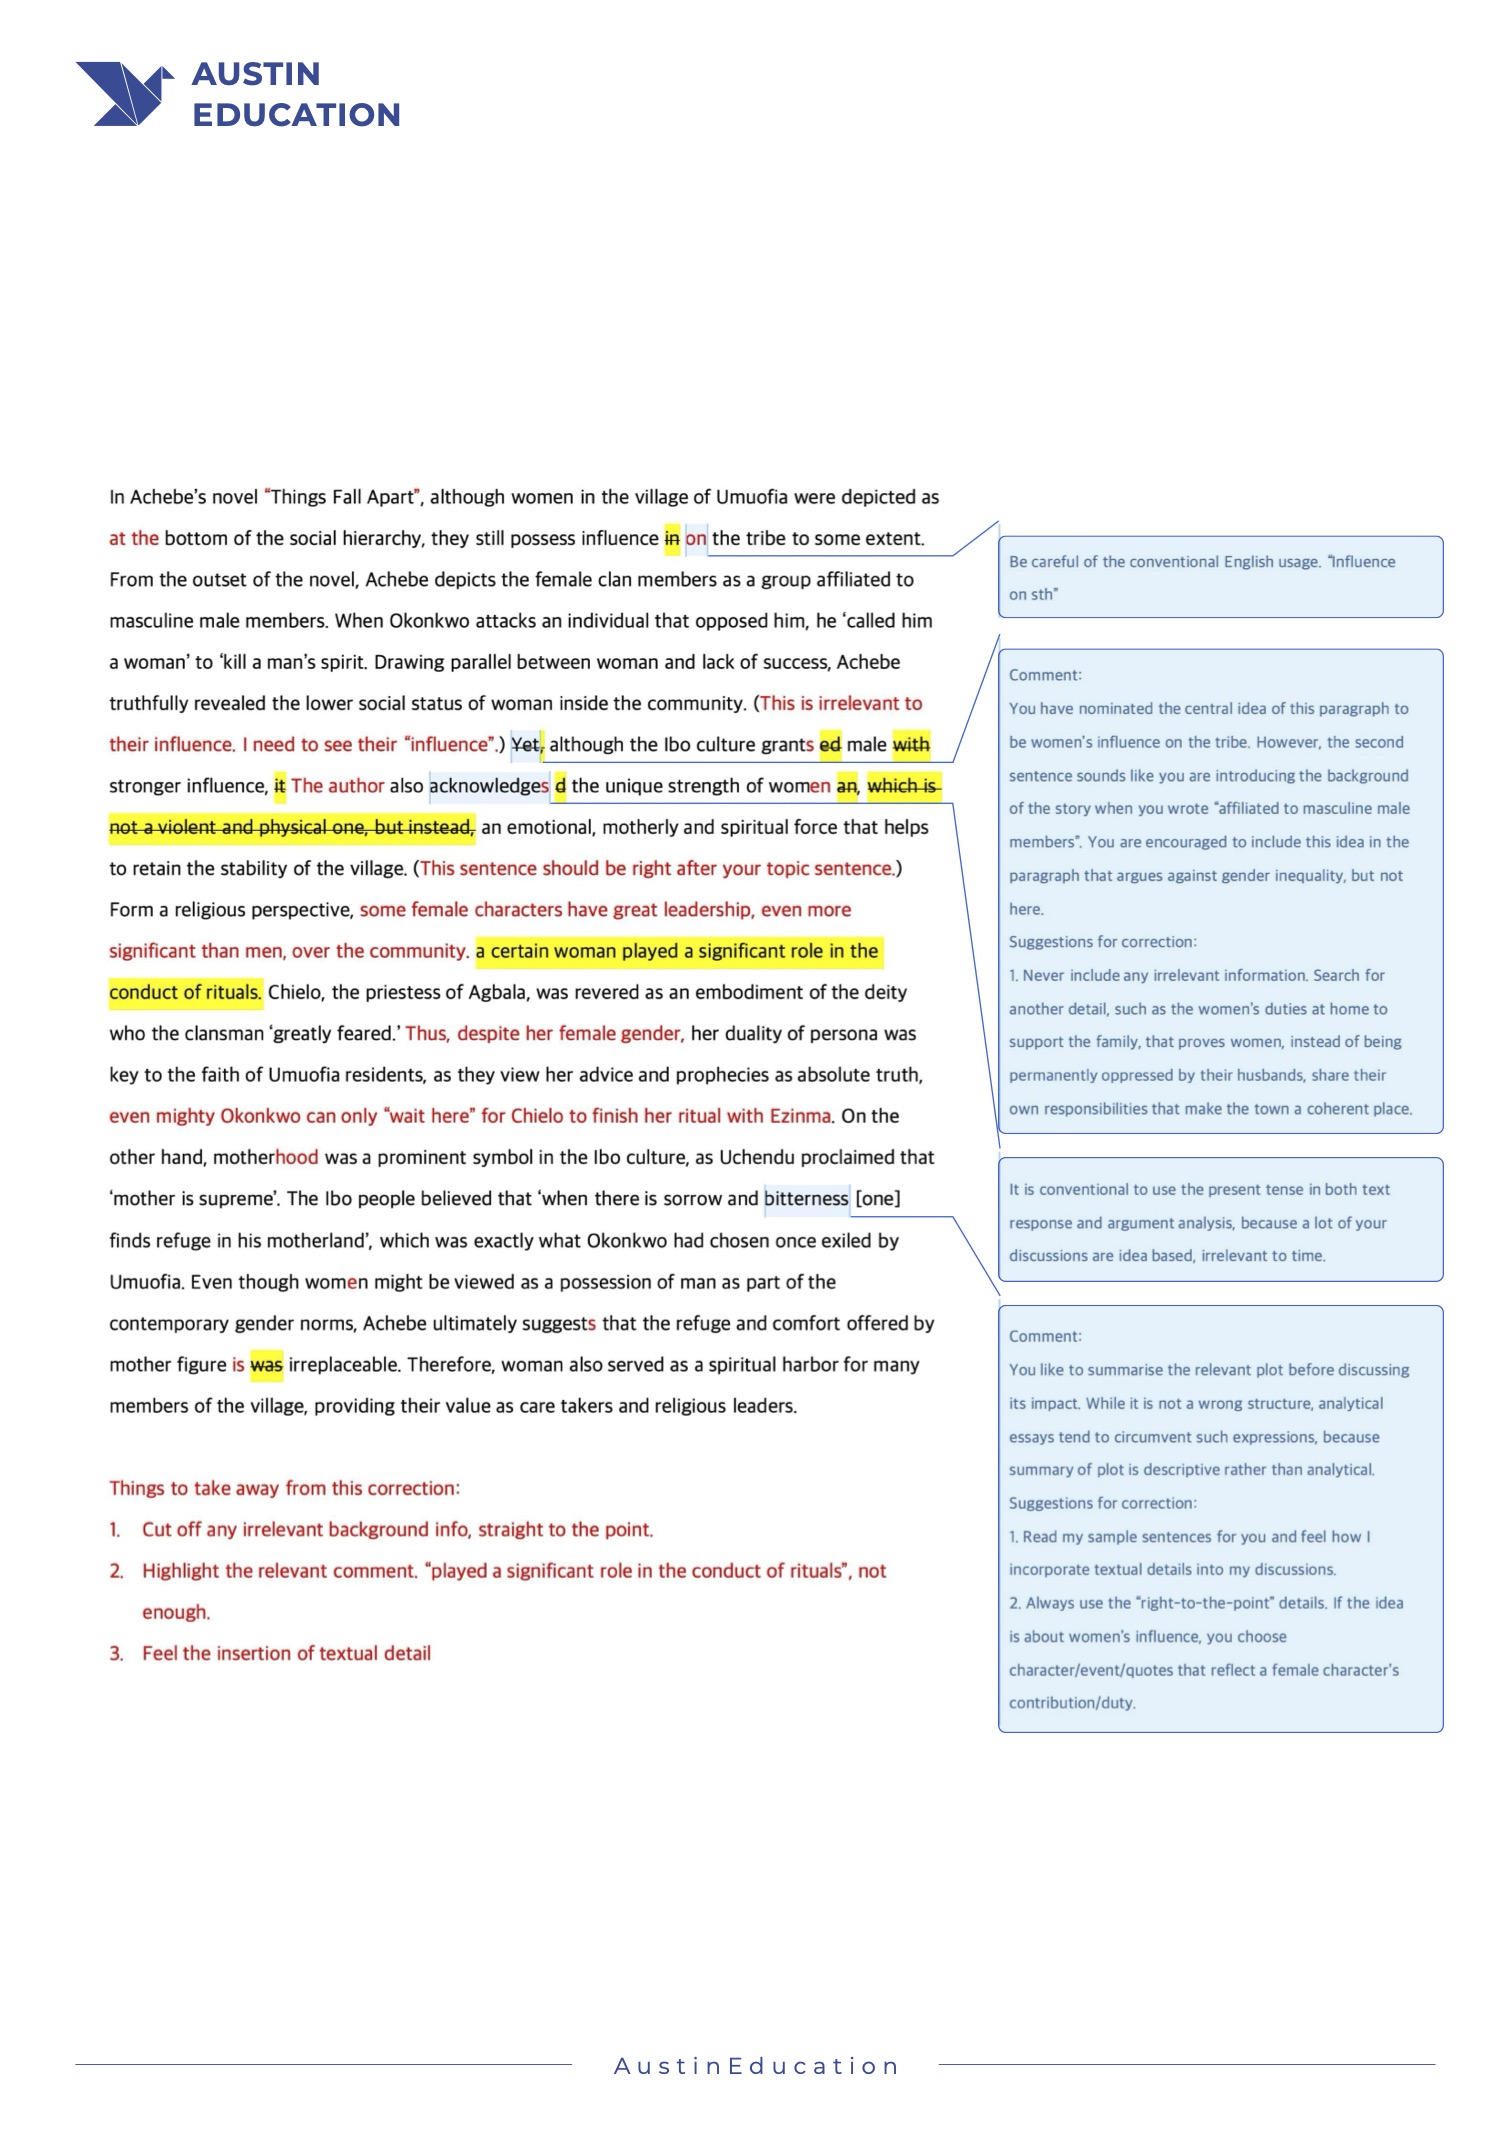 AUSTIN
EDUCATION
In Achebe's novel "Things Fall Apart", although women in the village of Umuofia were depicted as
at the bottom of the social hierarchy, they still possess influence in on the tribe to some extent.
From the outset of the novel, Achebe depicts the female clan members as a group affiliated to
masculine male members. When Okonkwo attacks an individual that opposed him, he 'called him
a woman' to 'kill a man's spirit. Drawing parallel between woman and lack of success, Achebe
truthfully revealed the lower social status of woman inside the community. (This is irrelevant to
their influence. I need to see their "influence".) Yet, although the Ibo culture grants ed male with
stronger influence, it The author also acknowledges d the unique strength of women an, which is
not a violent and physical one, but instead, an emotional, motherly and spiritual force that helps
to retain the stability of the village. (This sentence should be right after your topic sentence.)
Form a religious perspective, some female characters have great leadership, even more
significant than men, over the community. a certain woman played a significant role in the
conduct of rituals. Chielo, the priestess of Agbala, was revered as an embodiment of the deity
who the clansman 'greatly feared.' Thus, despite her female gender, her duality of persona was
key to the faith of Umuofia residents, as they view her advice and prophecies as absolute truth,
even mighty Okonkwo can only "wait here" for Chielo to finish her ritual with Ezinma. On the
other hand, motherhood was a prominent symbol in the Ibo culture, as Uchendu proclaimed that
'mother is supreme'. The Ibo people believed that 'when there is sorrow and bitterness [one]
finds refuge in his motherland', which was exactly what Okonkwo had chosen once exiled by
Umuofia. Even though women might be viewed as a possession of man as part of the
contemporary gender norms, Achebe ultimately suggests that the refuge and comfort offered by
mother figure is was irreplaceable. Therefore, woman also served as a spiritual harbor for many
members of the village, providing their value as care takers and religious leaders.
Things to take away from this correction:
1. Cut off any irrelevant background info, straight to the point.
2. Highlight the relevant comment. "played a significant role in the conduct of rituals", not
enough.
3. Feel the insertion of textual detail
Be careful of the conventional English usage. "Influence
on sth"
Comment:
You have nominated the central idea of this paragraph to
be women's influence on the tribe. However, the second
sentence sounds like you are introducing the background
of the story when you wrote "affiliated to masculine male
members". You are encouraged to include this idea in the
paragraph that argues against gender inequality, but not
here.
Suggestions for correction:
1. Never include any irrelevant information. Search for
another detail, such as the women's duties at home to
support the family, that proves women, instead of being
permanently oppressed by their husbands, share their
own responsibilities that make the town a coherent place.
It is conventional to use the present tense in both text
response and argument analysis, because a lot of your
discussions are idea based, irrelevant to time.
Comment:
You like to summarise the relevant plot before discussing
its impact. While it is not a wrong structure, analytical
essays tend to circumvent such expressions, because
summary of plot is descriptive rather than analytical.
Suggestions for correction:
1. Read my sample sentences for you and feel how I
incorporate textual details into my discussions.
2. Always use the "right-to-the-point" details. If the idea
is about women's influence, you choose
character/event/quotes that reflect a female character's
contribution/duty.
AustinEducation